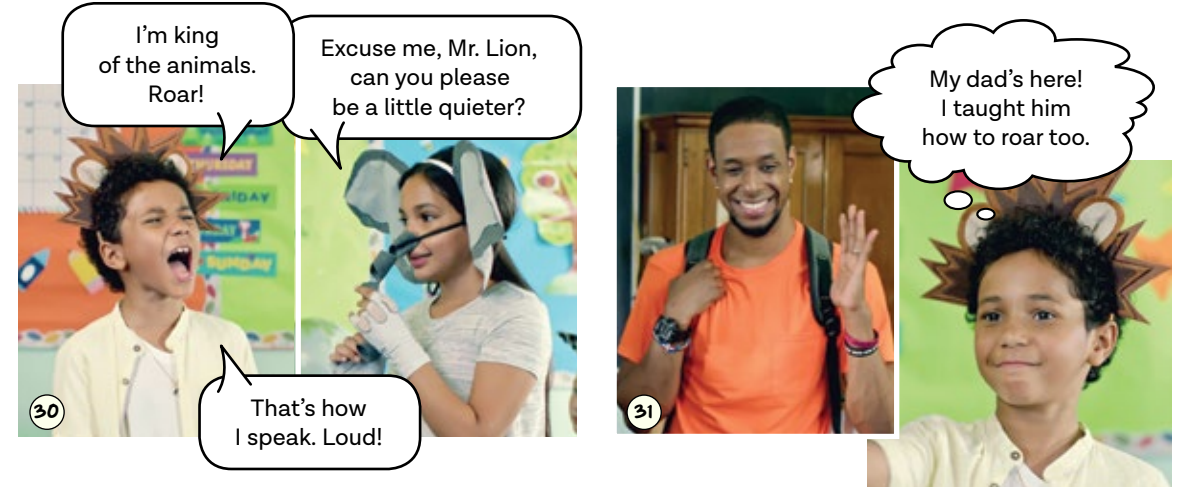 I'm king
of the animals.
Roar!
Excuse me, Mr. Lion,
can you please
be a little quieter?
THURSDAY
SUNDAY
That's how
I speak. Loud!
30
My dad's here!
I taught him
how to roar too.
31